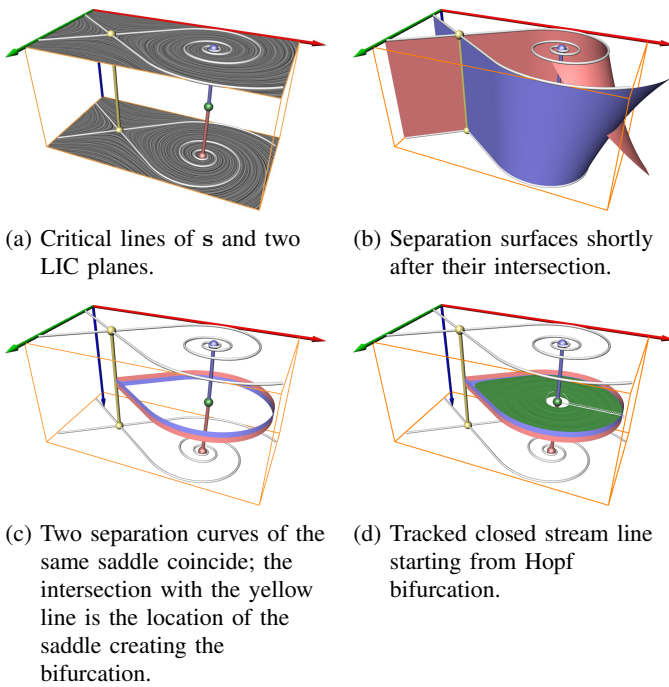 (a) Critical lines of s and two
LIC planes.
(b) Separation surfaces shortly
after their intersection.
(c) Two separation curves of the
same saddle coincide; the
intersection with the yellow
line is the location of the
saddle creating the
bifurcation.
(d) Tracked closed stream line
starting from Hopf
bifurcation.